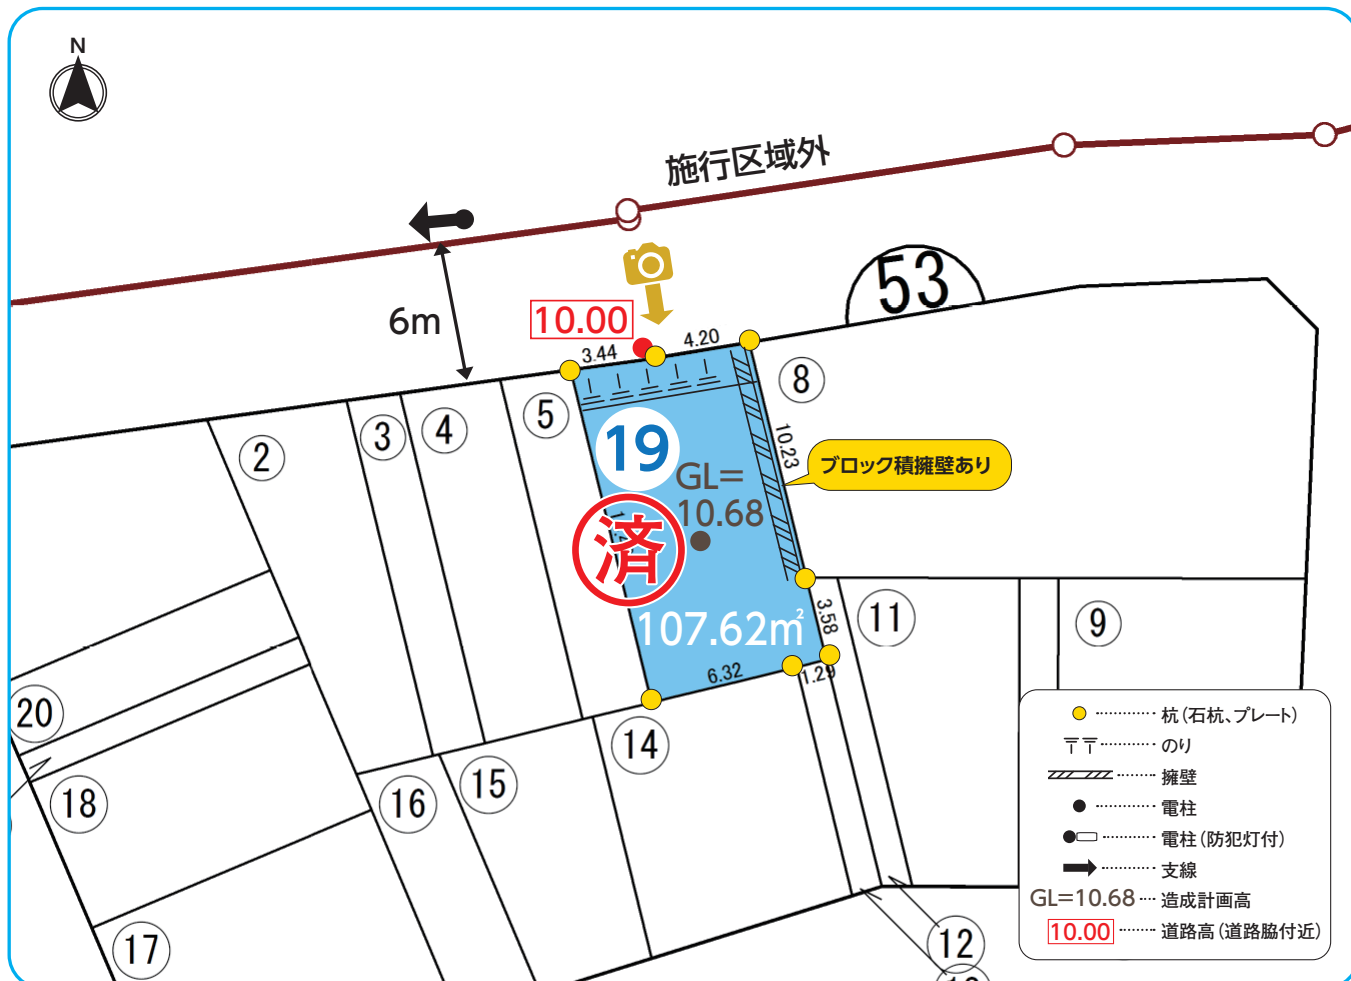 N
施行区域外
53
6m
10.00
3.44
4.20
2
3
4
5
8
19
GL=
10.68
10.23
ブロック積擁壁あり
済
107.62㎡
3.58
11
9
6.32
1.29
20
14
18
16
15
17
12
杭(石杭、プレート)
のり
擁壁
電柱
電柱(防犯灯付)
支線
GL=10.68 造成計画高
10.00 道路高(道路脇付近)